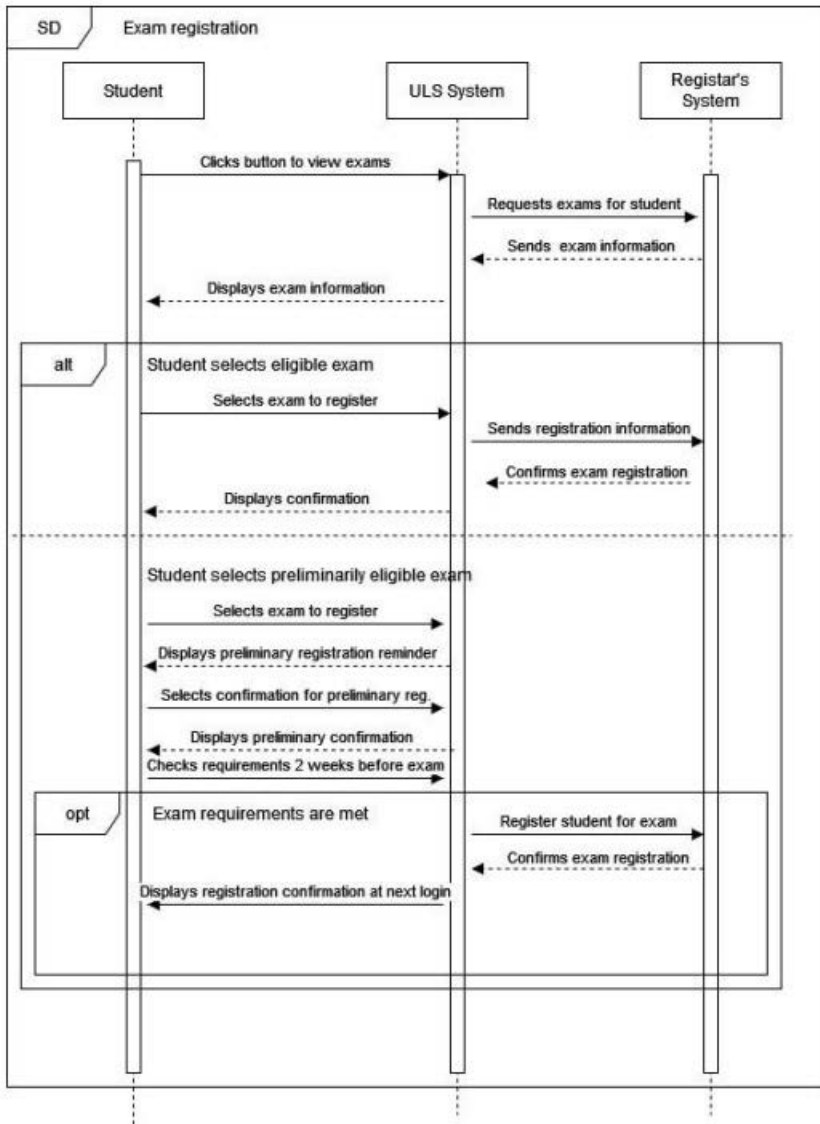 SD
Exam registration
Student
ULS System
Registar's
System
Clicks button to view exams
Requests exams for student
Sends exam information
Displays exam information
alt
Student selects eligible exam
Selects exam to register
Sends registration information
Confirms exam registration
Displays confirmation
Student selects preliminarily eligible exam
Selects exam to register
Displays preliminary registration reminder
Selects confirmation for preliminary reg.
Displays preliminary confirmation
Checks requirements 2 weeks before exam
opt
Exam requirements are met
Register student for exam
Confirms exam registration
Displays registration confirmation at next login